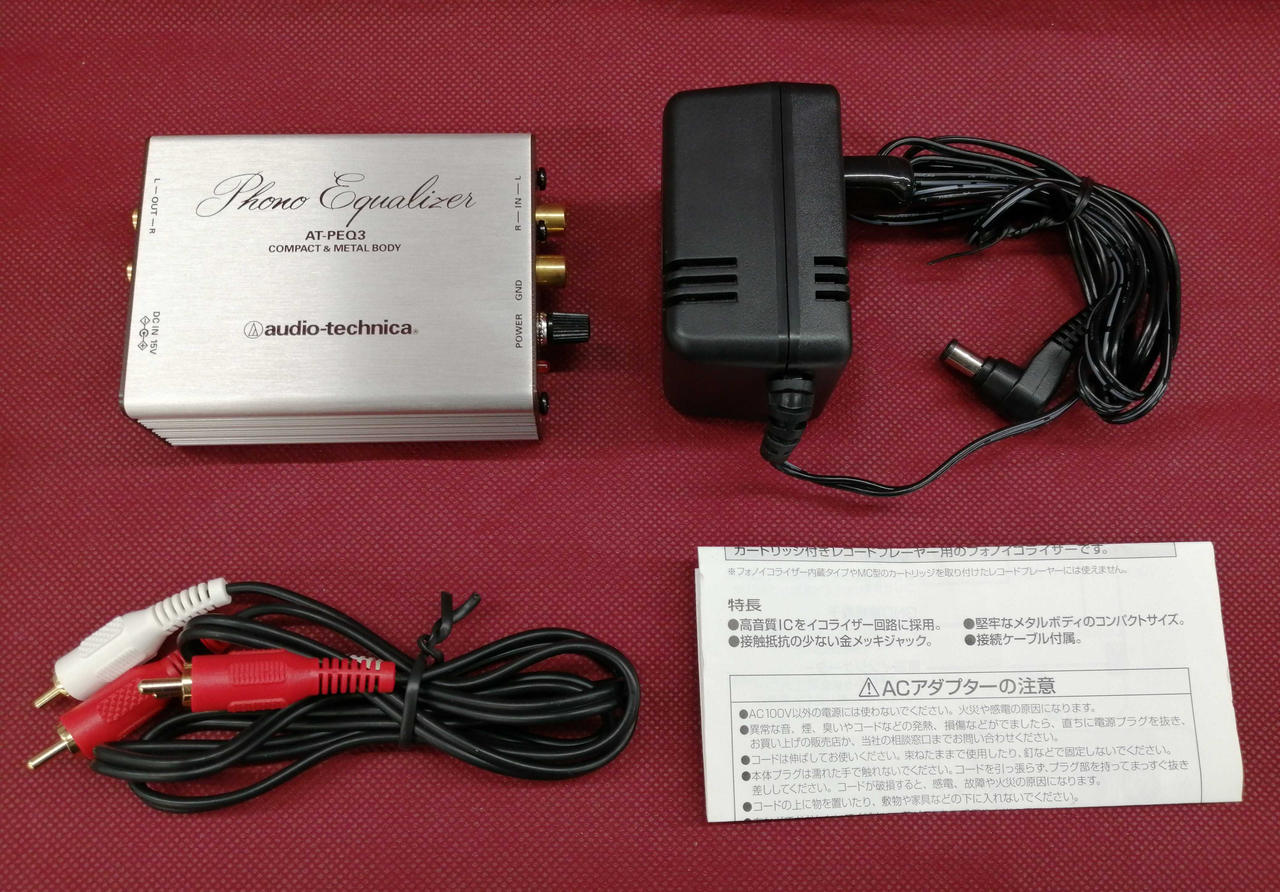 Phono Equalizer
AT-PEQ3
COMPACT & METAL BODY
audio-technica®
L — OUT — R
DC IN 15V
R — IN — L
GND
POWER
カートリッジ付きレコードプレーヤー用のフォノイコライザーです。
※フォノイコライザー内蔵タイプやMC型のカートリッジを取り付けたレコードプレーヤーには使えません。
特長
●高音質ICをイコライザー回路に採用。 ●堅牢なメタルボディのコンパクトサイズ。
●接触抵抗の少ない金メッキジャック。 ●接続ケーブル付属。
⚠ACアダプターの注意
●AC100V以外の電源には使わないでください。火災や感電の原因になります。
●異常な音、煙、臭いやコードなどの発熱、損傷などがでましたら、直ちに電源プラグを抜き、
お買い上げの販売店か、当社の相談窓口までお問い合わせください。
●コードは伸ばしてお使いください。束ねたままで使用したり、釘などで固定しないでください。
●本体プラグは濡れた手で触れないでください。コードを引っ張らず、プラグ部を持ってまっすぐ抜き
差ししてください。コードが破損すると、感電、故障や火災の原因になります。
●コードの上に物を置いたり、敷物や家具などの下に入れないでください。